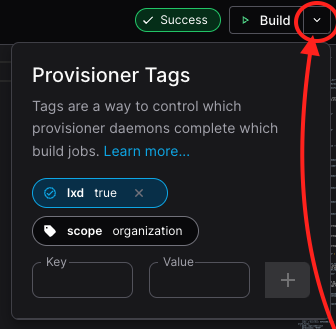 Success
Build
Provisioner Tags
Tags are a way to control which
provisioner daemons complete which
build jobs. Learn more...
lxd true
scope organization
Key
Value